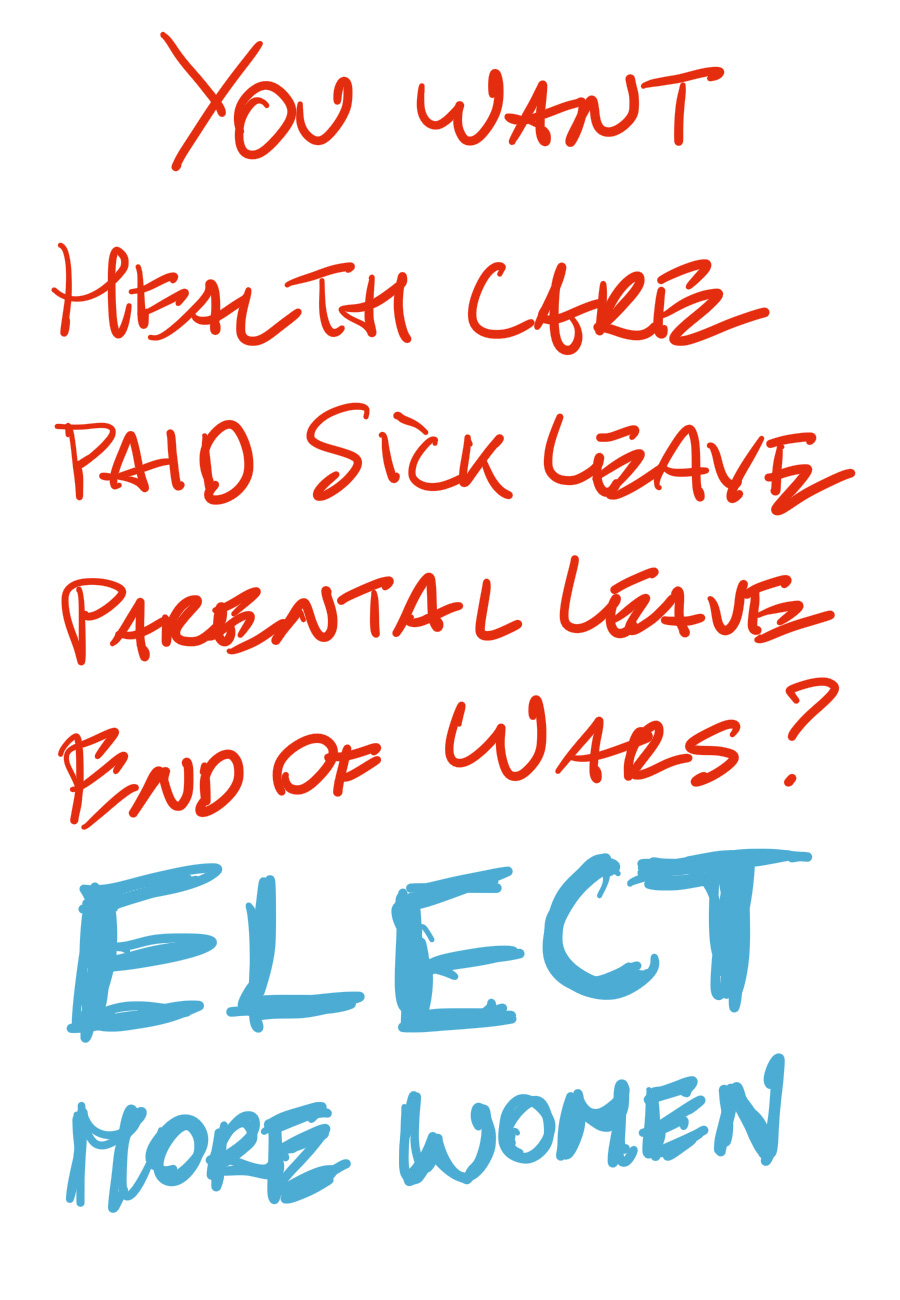 YOU WANT
HEALTH CARE
PAID SICK LEAVE
PARENTAL LEAVE
END OF WARS?
ELECT
MORE WOMEN